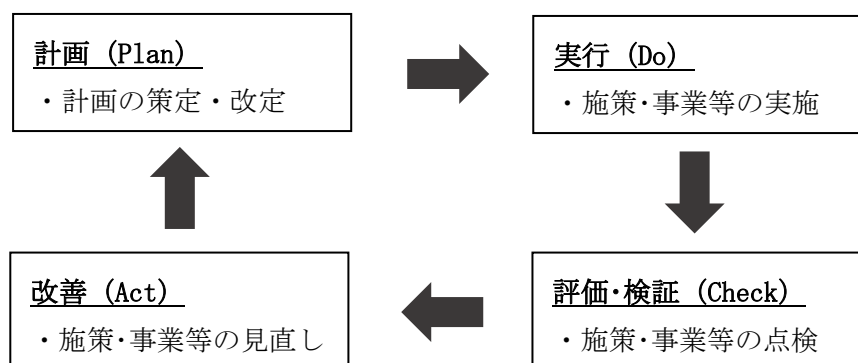 計画 (Plan)
・計画の策定・改定
実行 (Do)
・施策･事業等の実施
改善 (Act)
・施策･事業等の見直し
評価･検証 (Check)
・施策･事業等の点検